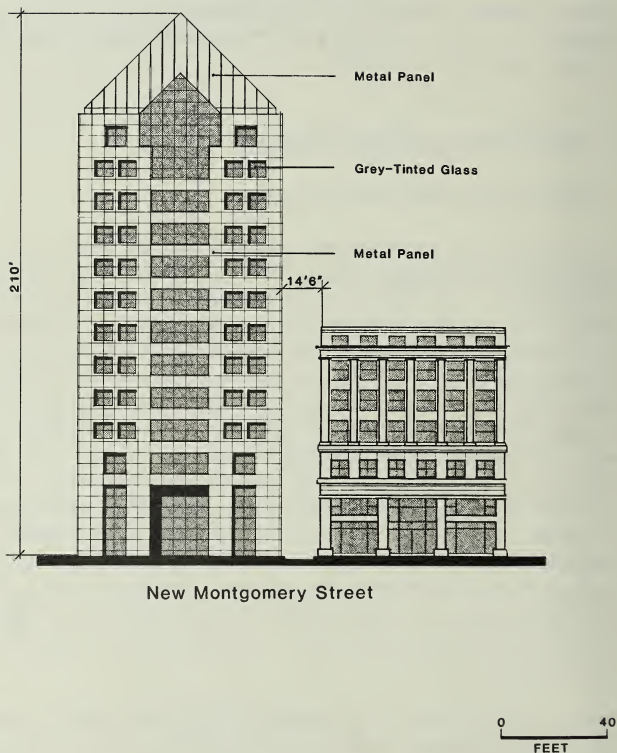 Metal Panel
Grey-Tinted Glass
Metal Panel
210'
14'6"
New Montgomery Street
0 40
FEET